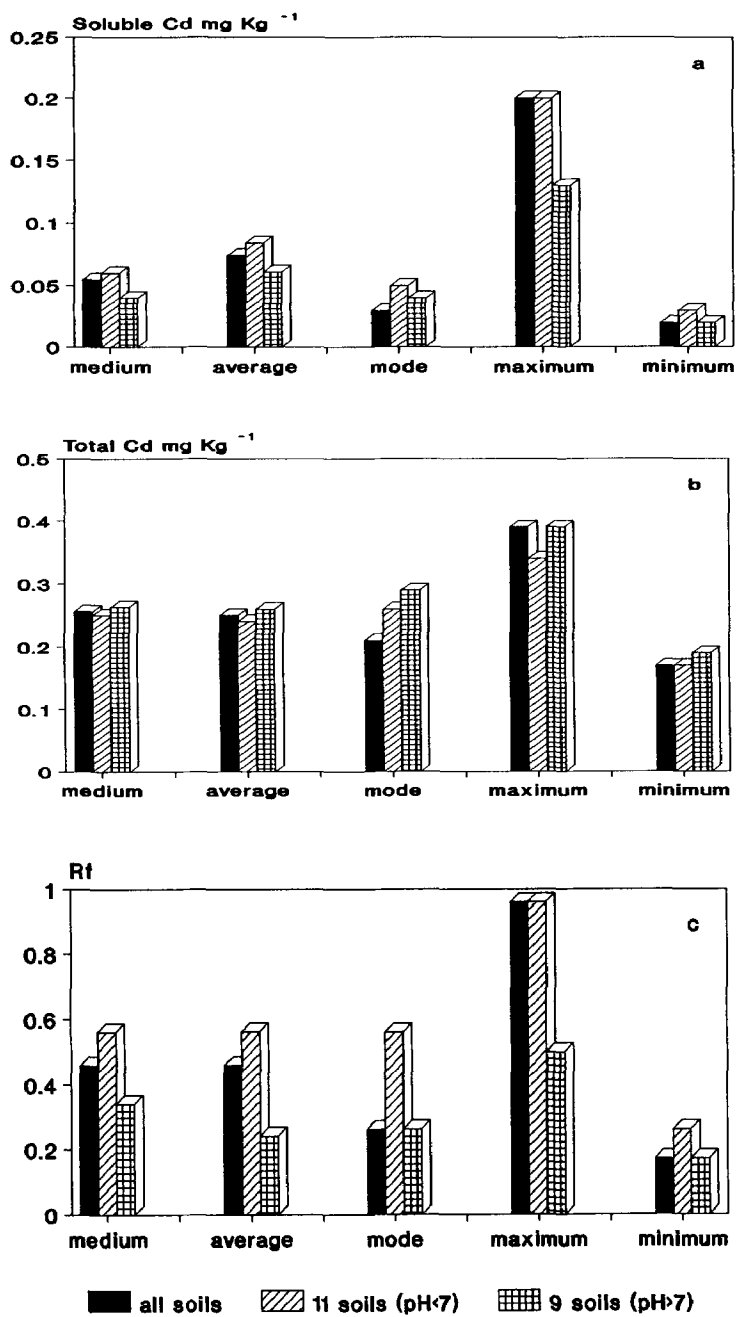 Soluble Cd mg Kg -1
0.25
a
0.2
0.15
0.1
0.05
0
medium average mode maximum minimum
Total Cd mg Kg -1
0.5
b
0.4
0.3
0.2
0.1
0
medium average mode maximum minimum
Rf
1
c
0.8
0.6
0.4
0.2
0
medium average mode maximum minimum
all soils 11 soils (pH<7) 9 soils (pH>7)